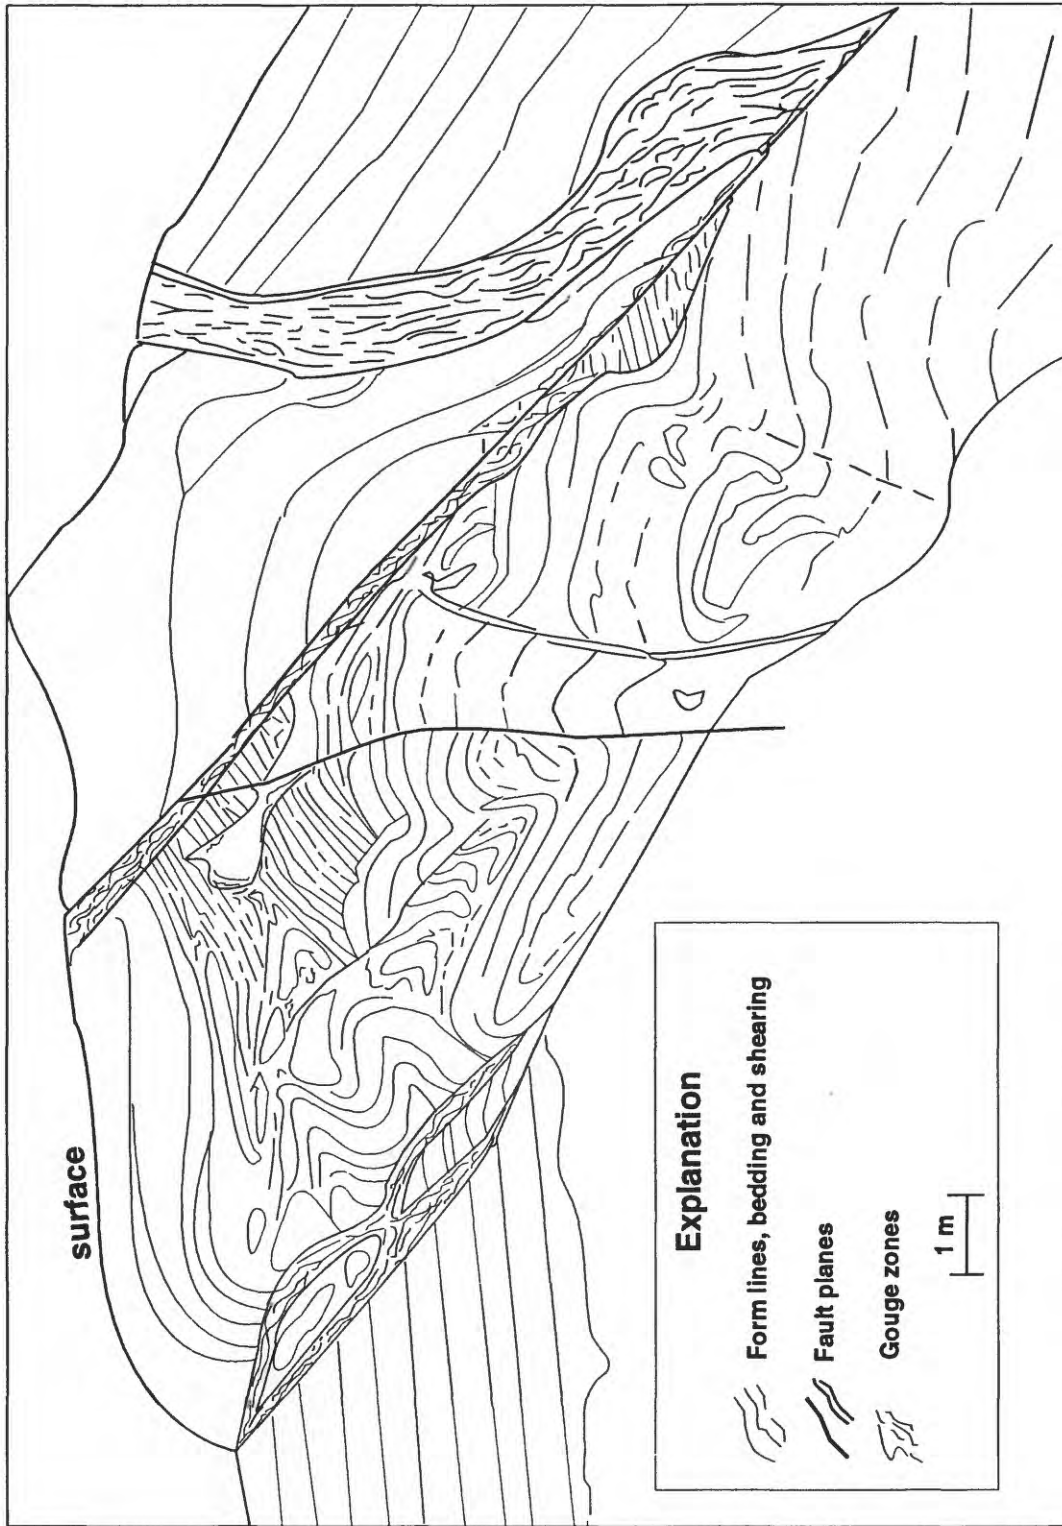 surface
Explanation
Form lines, bedding and shearing
Fault planes
Gouge zones
1 m